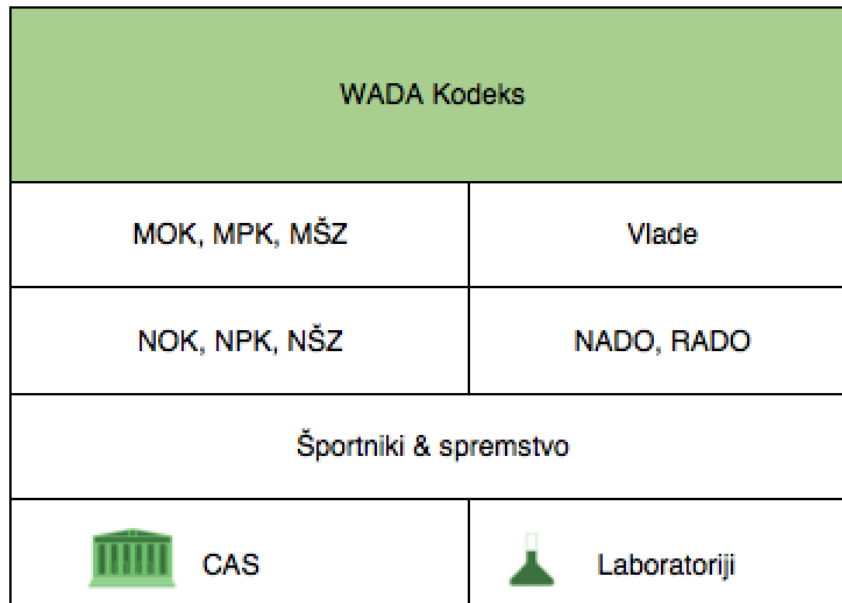 WADA Kodeks
MOK, MPK, MŠZ
Vlade
NOK, NPK, NŠZ
NADO, RADO
Športniki & spremstvo
CAS
Laboratoriji